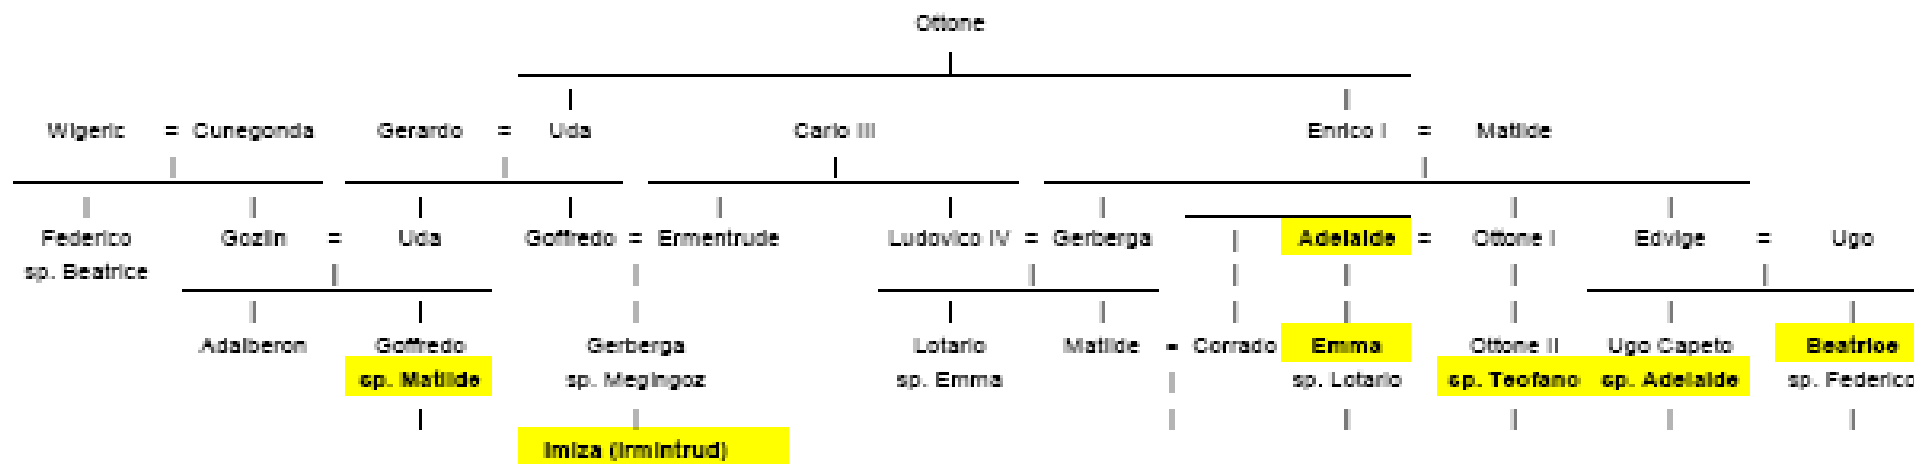 Ottone
Wigeric = Cunegonda Gerardo = Uda Carlo III Enrico I = Matilde
Federico Gozlin = Uda Goffredo = Ermentrude Ludovico IV = Gerberga Adelaide = Ottone I Edvige = Ugo
sp. Beatrice
Adalberon Goffredo Gerberga Lotario Matilde = Corrado Emma Ottone II Ugo Capeto Beatrice
sp. Matilde sp. Megingoz sp. Emma sp. Lotario sp. Teofano sp. Adelaide sp. Federico
Imiza (Irmintrud)